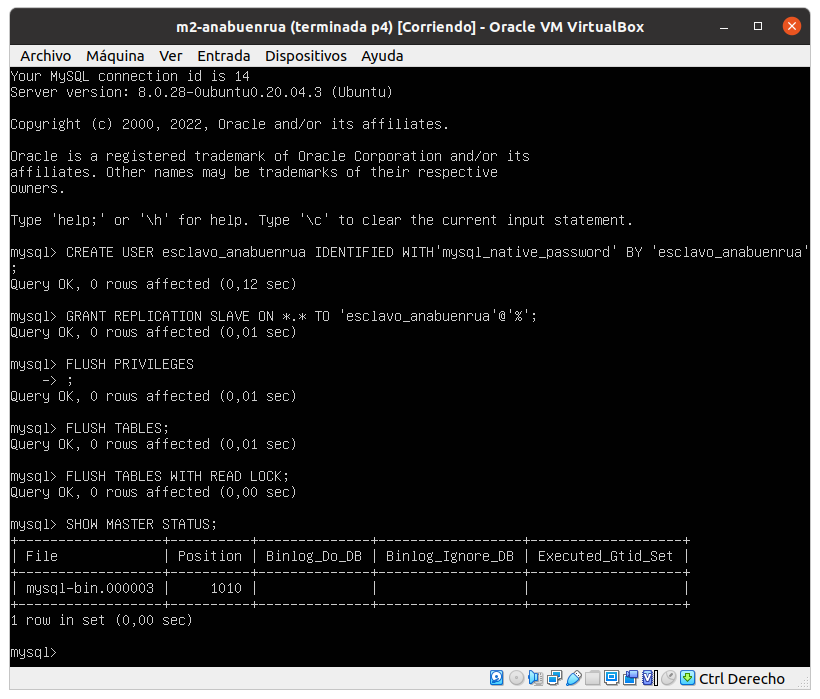 m2-anabuenrua (terminada p4) [Corriendo] - Oracle VM VirtualBox
Archivo Máquina Ver Entrada Dispositivos Ayuda
Your MySQL connection id is 14
Server version: 8.0.28-0ubuntu0.20.04.3 (Ubuntu)
Copyright (c) 2000, 2022, Oracle and/or its affiliates.
Oracle is a registered trademark of Oracle Corporation and/or its
affiliates. Other names may be trademarks of their respective
owners.
Type 'help;' or '\h' for help. Type '\c' to clear the current input statement.
mysql> CREATE USER esclavo_anabuenrua IDENTIFIED WITH'mysql_native_password' BY 'esclavo_anabuenrua'
;
Query OK, 0 rows affected (0,12 sec)
mysql> GRANT REPLICATION SLAVE ON *.* TO 'esclavo_anabuenrua'@'%';
Query OK, 0 rows affected (0,01 sec)
mysql> FLUSH PRIVILEGES
    -> ;
Query OK, 0 rows affected (0,01 sec)
mysql> FLUSH TABLES;
Query OK, 0 rows affected (0,01 sec)
mysql> FLUSH TABLES WITH READ LOCK;
Query OK, 0 rows affected (0,00 sec)
mysql> SHOW MASTER STATUS;
+------------------+----------+--------------+------------------+-------------------+
| File             | Position | Binlog_Do_DB | Binlog_Ignore_DB | Executed_Gtid_Set |
+------------------+----------+--------------+------------------+-------------------+
| mysql-bin.000003 |     1010 |              |                  |                   |
+------------------+----------+--------------+------------------+-------------------+
1 row in set (0,00 sec)
mysql>
Ctrl Derecho